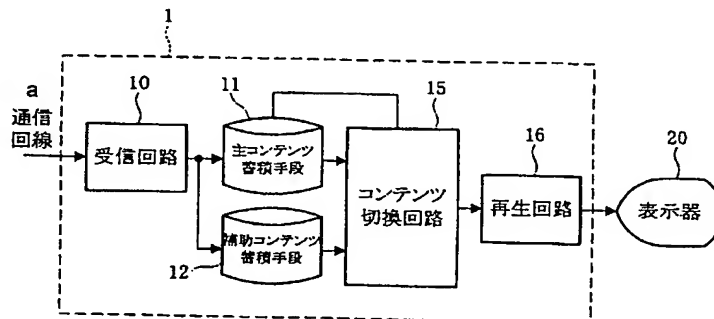 1
a
通信
回線
10
受信回路
11
主コンテンツ
蓄積手段
補助コンテンツ
蓄積手段
12
15
コンテンツ
切換回路
16
再生回路
20
表示器